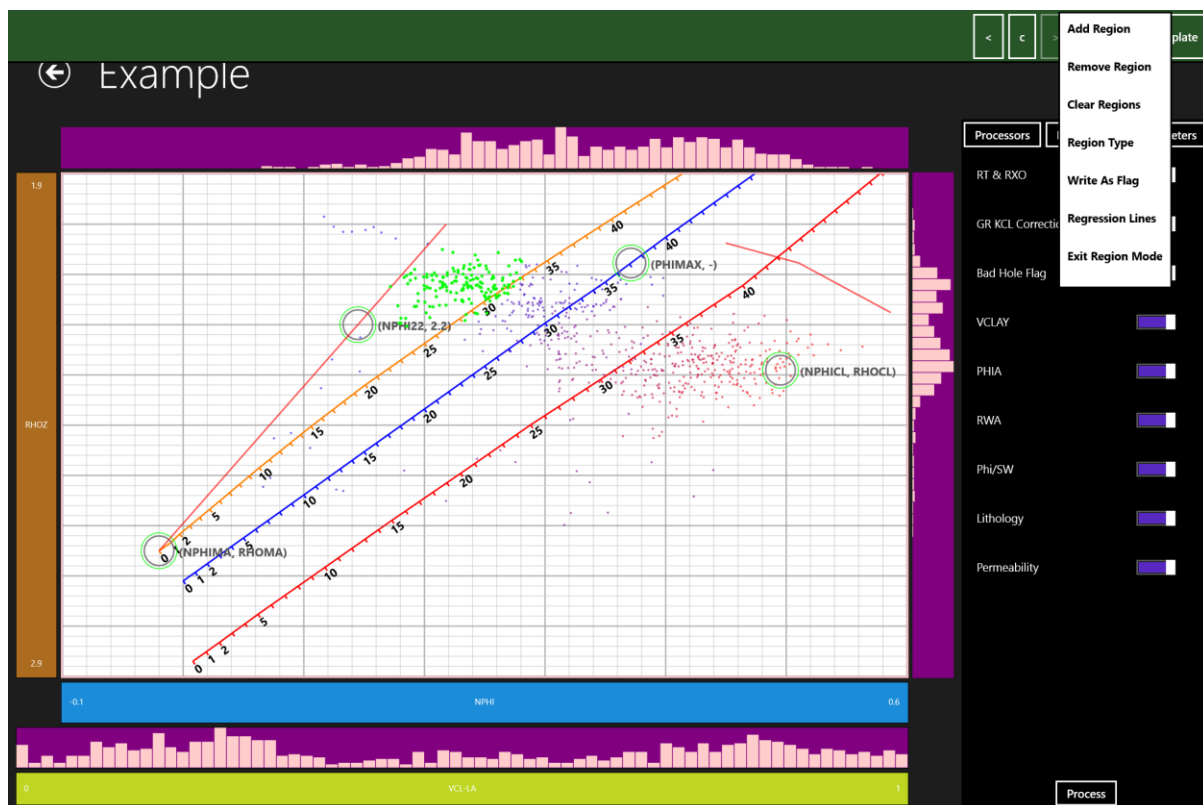 <
c
>
plate
Add Region
Remove Region
Clear Regions
Region Type
Write As Flag
Regression Lines
Exit Region Mode
Example
Processors
eters
RT & RXO
GR KCL Correctio
Bad Hole Flag
VCLAY
PHIA
RWA
Phi/SW
Lithology
Permeability
Process
1.9
RHOZ
2.9
40
35
30
25
20
15
10
5
2
1
0
40
35
30
25
20
15
10
5
2
1
0
40
35
30
25
20
15
10
5
2
1
0
(PHIMAX, -)
(NPHI22, 2.2)
(NPHICL, RHOCL)
(NPHIMA, RHOMA)
-0.1 NPHI 0.6
0 VCL-LA 1